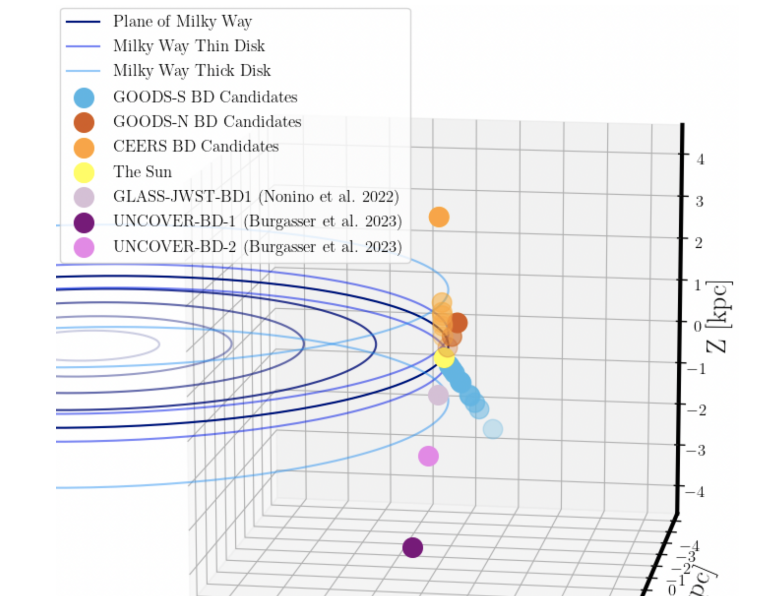 Plane of Milky Way
Milky Way Thin Disk
Milky Way Thick Disk
GOODS-S BD Candidates
GOODS-N BD Candidates
CEERS BD Candidates
The Sun
GLASS-JWST-BD1 (Nonino et al. 2022)
UNCOVER-BD-1 (Burgasser et al. 2023)
UNCOVER-BD-2 (Burgasser et al. 2023)
4
3
2
1
0
−1
−2
−3
−4
Z [kpc]
−4
−3
−2
−1
0
pc]